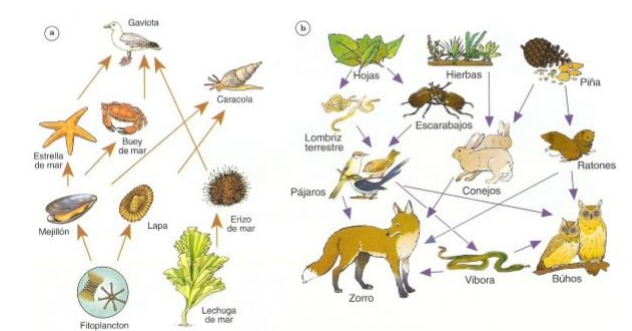 a
Gaviota
Caracola
Buey
de mar
Estrella
de mar
Mejillón
Lapa
Erizo
de mar
Fitoplancton
Lechuga
de mar
b
Hojas
Hierbas
Piña
Lombriz
terrestre
Escarabajos
Pájaros
Conejos
Ratones
Zorro
Víbora
Búhos